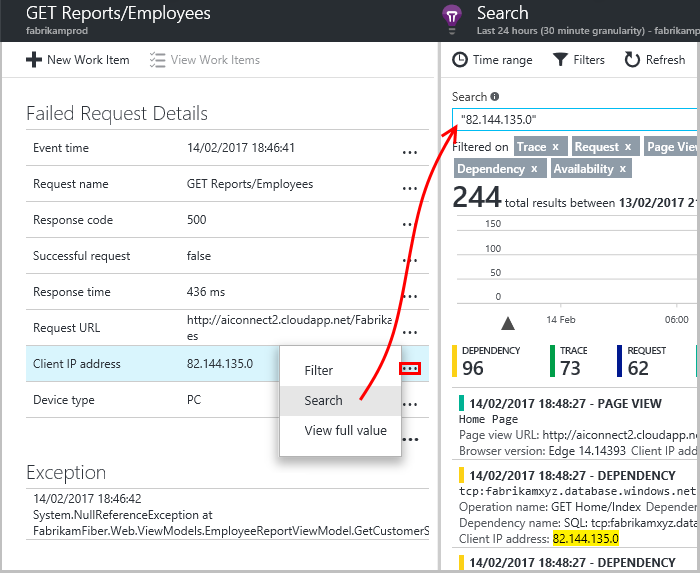 GET Reports/Employees
fabrikamprod
New Work Item
View Work Items
Failed Request Details
Event time 14/02/2017 18:46:41 ...
Request name GET Reports/Employees ...
Response code 500 ...
Successful request false ...
Response time 436 ms ...
Request URL http://aiconnect2.cloudapp.net/Fabrika ...
es
Client IP address 82.144.135.0 ...
Device type PC ...
...
Filter
Search
View full value
Exception
14/02/2017 18:46:42
System.NullReferenceException at
FabrikamFiber.Web.ViewModels.EmployeeReportViewModel.GetCustomerS
Search
Last 24 hours (30 minute granularity) - fabrikamp
Time range
Filters
Refresh
Search
"82.144.135.0"
Filtered on Trace x Request x Page View
Dependency x Availability x
244 total results between 13/02/2017 21
150
100
50
0
14 Feb 06:00
DEPENDENCY TRACE REQUEST
96 73 62
14/02/2017 18:48:27 - PAGE VIEW
Home Page
Page view URL: http://aiconnect2.cloudapp
Browser version: Edge 14.14393 Client IP ad
14/02/2017 18:48:27 - DEPENDENCY
tcp:fabrikamxyz.database.windows.net
Operation name: GET Home/Index Depende
Dependency name: SQL: tcp:fabrikamxyz.da
Client IP address: 82.144.135.0
14/02/2017 18:48:27 - DEPENDENCY